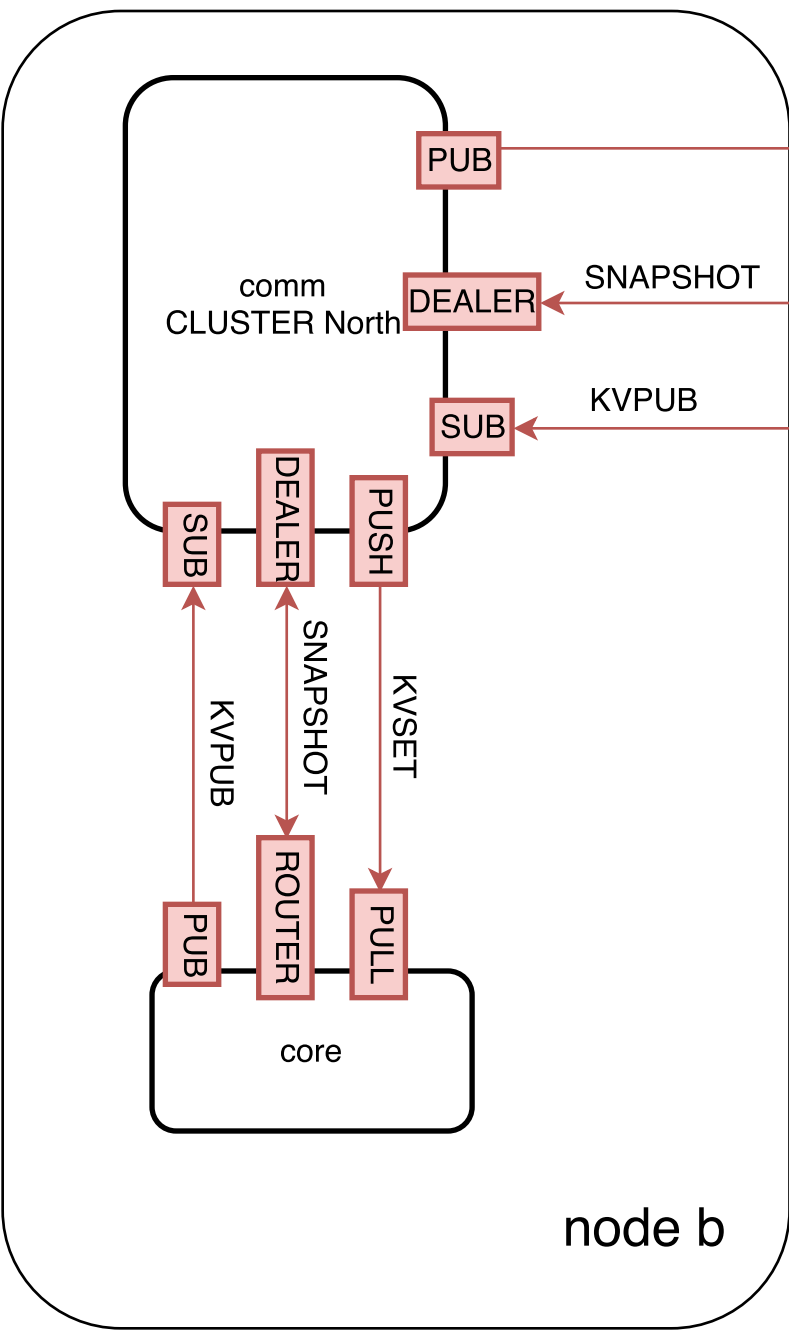 PUB
SNAPSHOT
comm
CLUSTER North
DEALER
KVPUB
SUB
SUB
DEALER
PUSH
KVPUB
SNAPSHOT
KVSET
PUB
ROUTER
PULL
core
node b